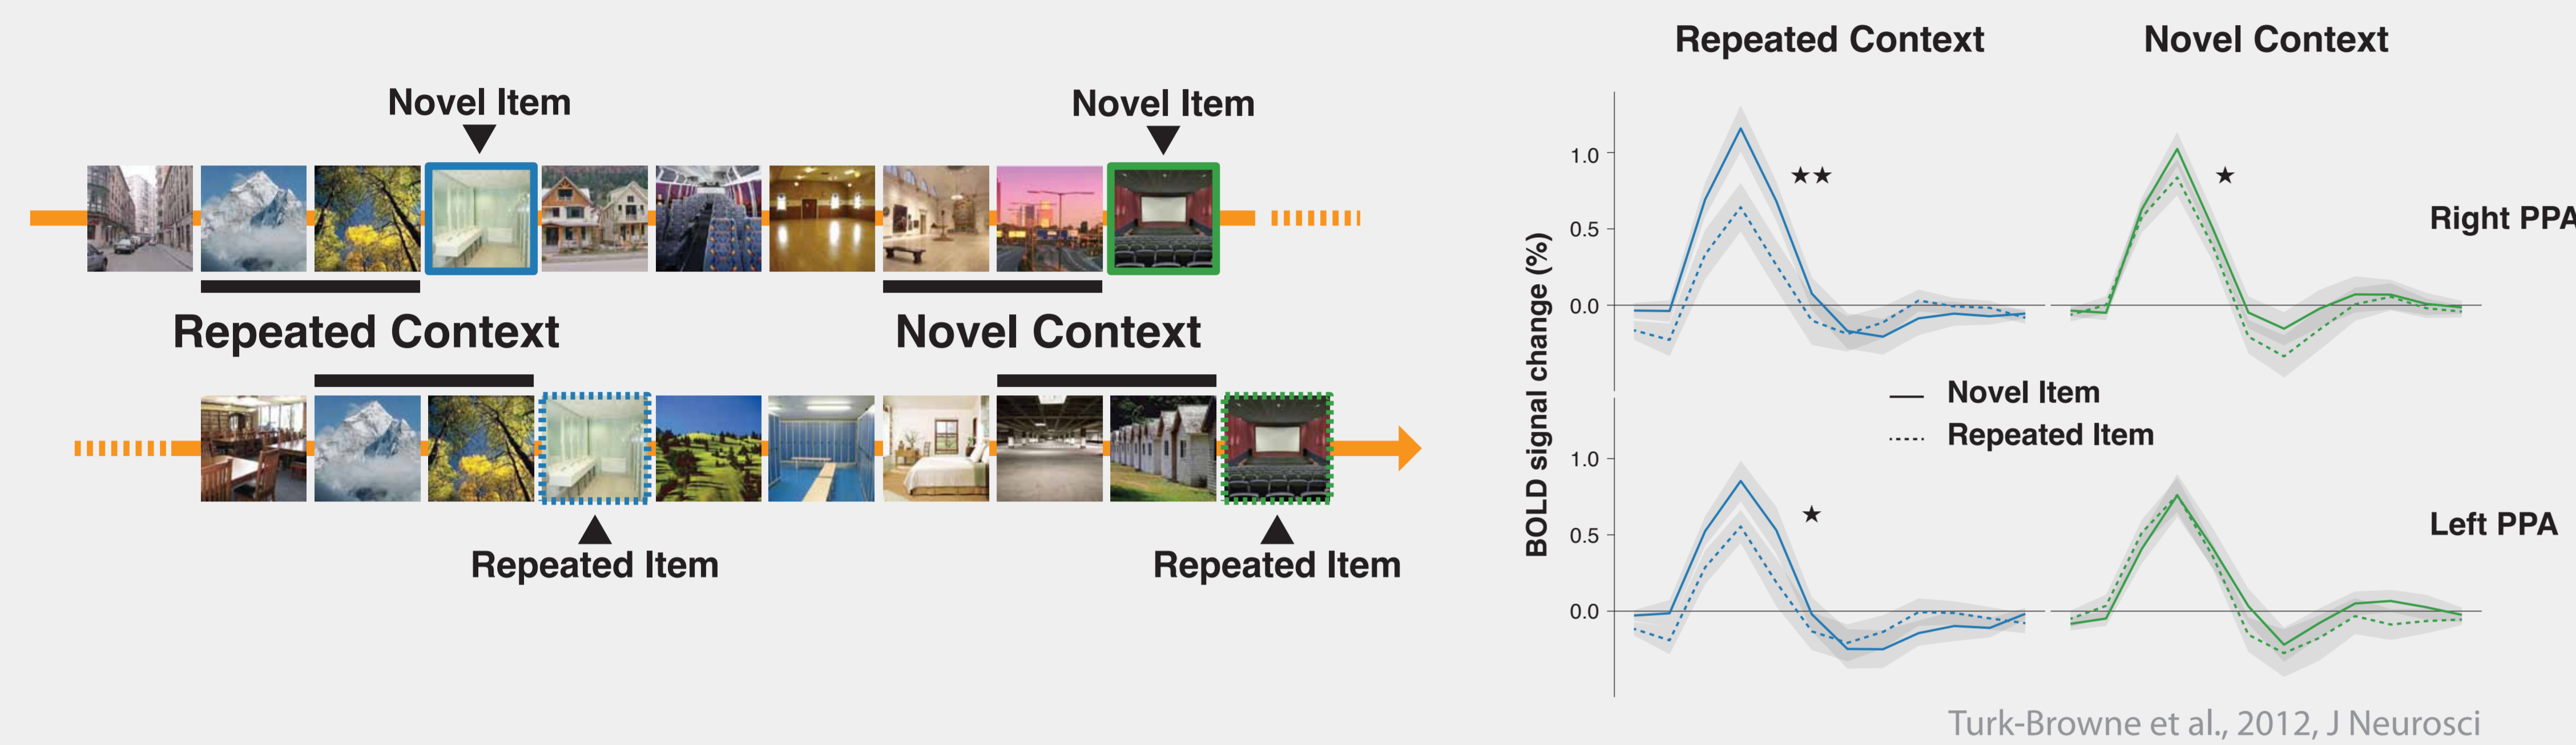 Novel Item
Novel Item
Repeated Context
Novel Context
Repeated Item
Repeated Item
Repeated Context
Novel Context
BOLD signal change (%)
1.0
0.5
0.0
★★
★
Right PPA
Novel Item
Repeated Item
1.0
0.5
0.0
★
Left PPA
Turk-Browne et al., 2012, J Neurosci